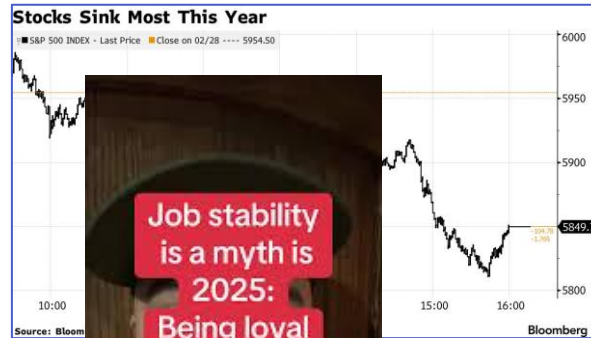 Stocks Sink Most This Year
S&P 500 INDEX - Last Price Close on 02/28 ---- 5954.50
6000
5950
5900
5849.
5800
10:00
15:00
16:00
Job stability
is a myth is
2025:
Being loyal
Source: Bloom
Bloomberg